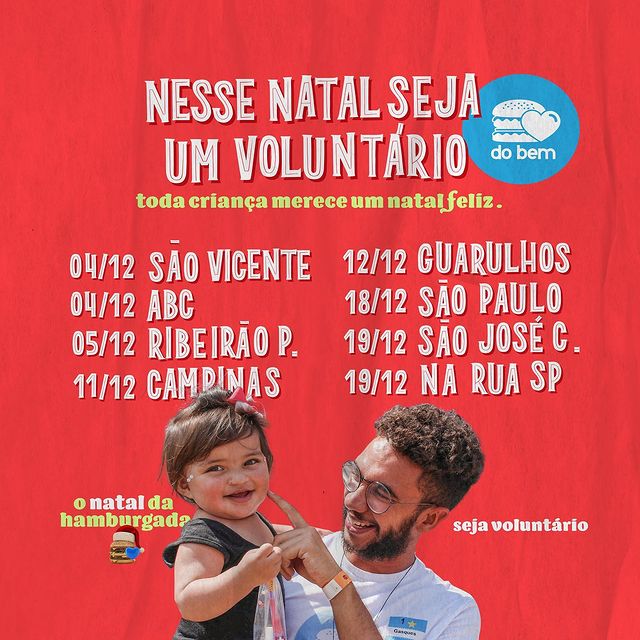 NESSE NATAL SEJA
UM VOLUNTÁRIO
do bem
toda criança merece um natal feliz.
04/12 SÃO VICENTE
04/12 ABC
05/12 RIBEIRÃO P.
11/12 CAMPINAS
12/12 GUARULHOS
18/12 SÃO PAULO
19/12 SÃO JOSÉ C.
19/12 NA RUA SP
o natal da
hamburgada
seja voluntário
1
Gasques